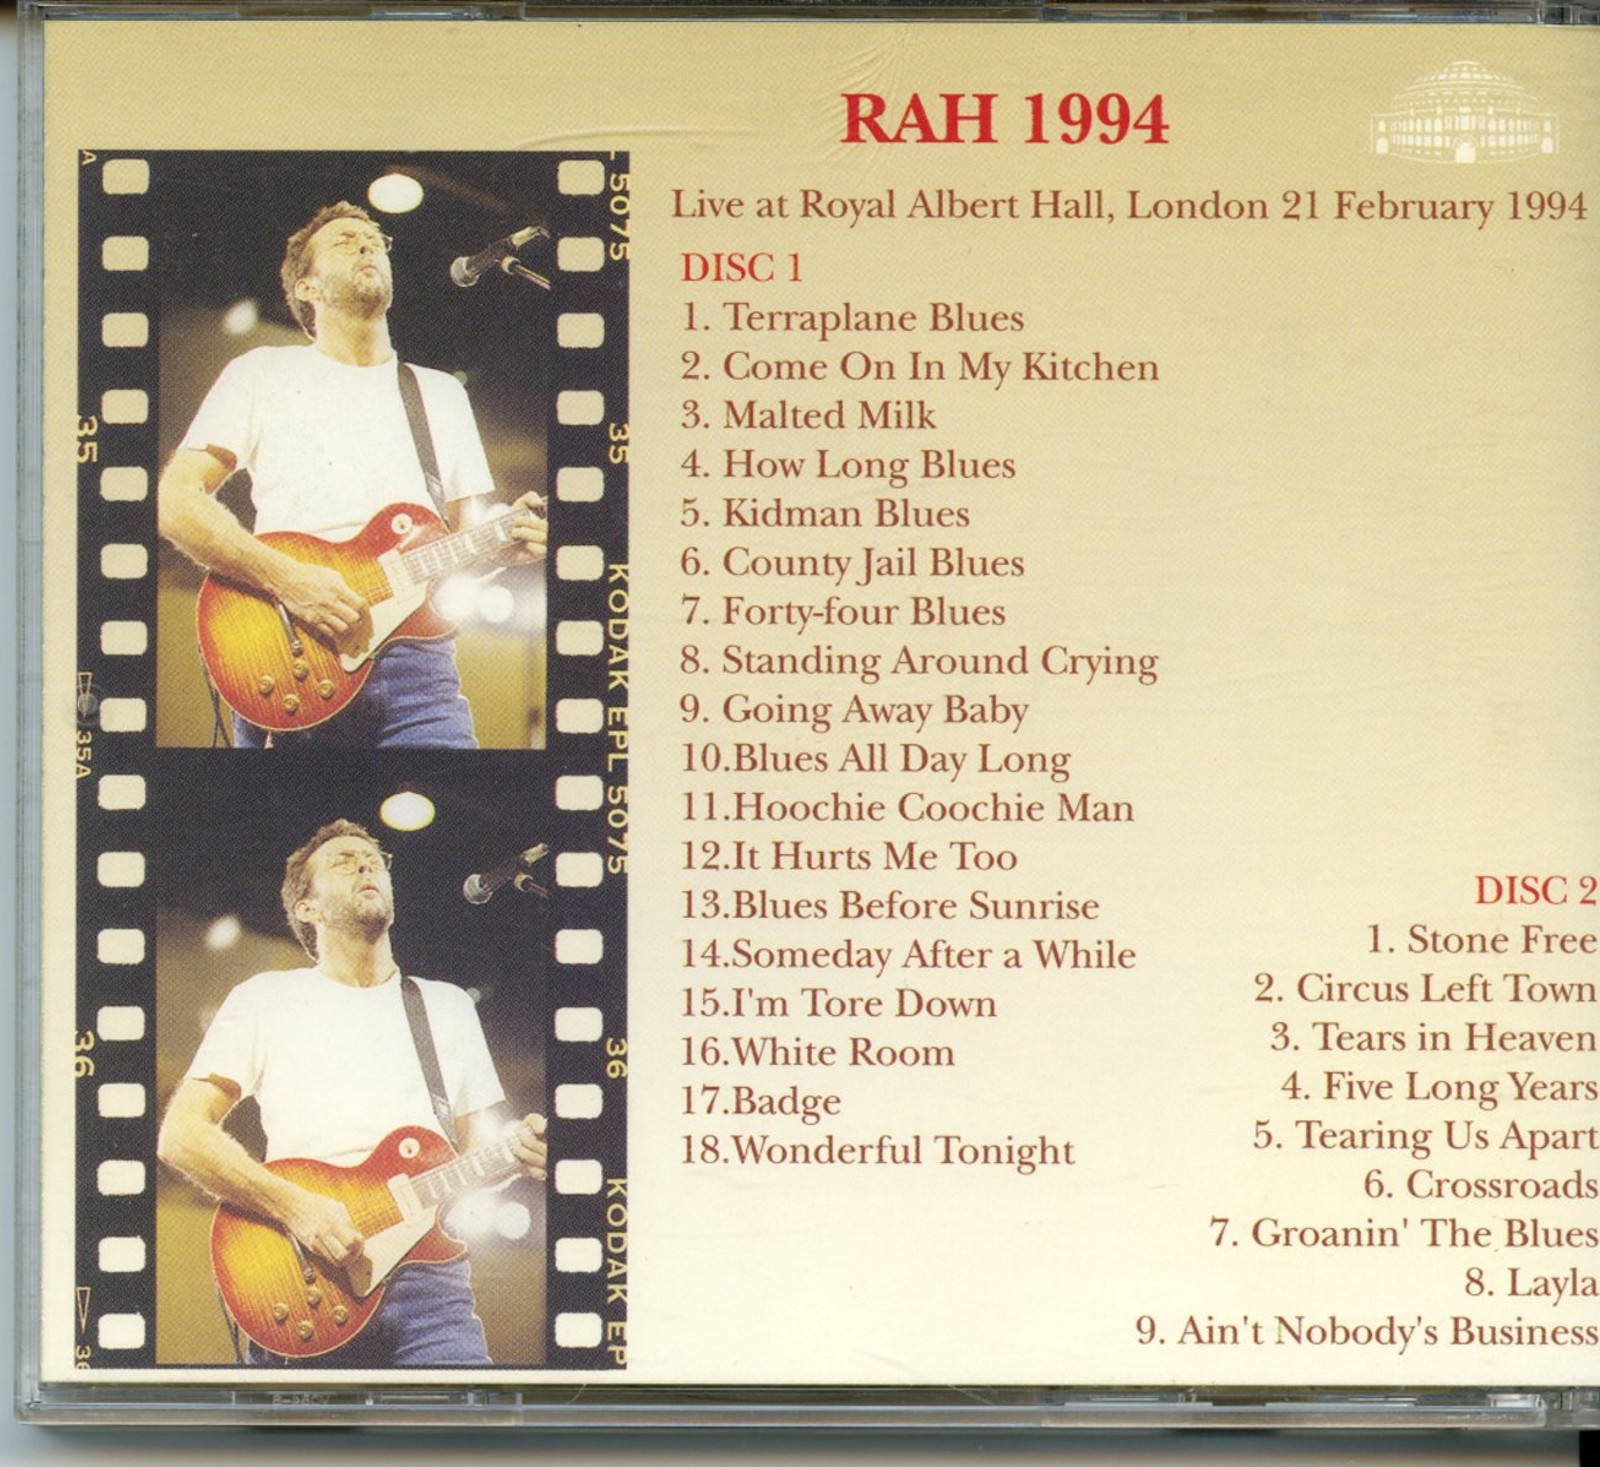 RAH 1994
Live at Royal Albert Hall, London 21 February 1994
DISC 1
1. Terraplane Blues
2. Come On In My Kitchen
3. Malted Milk
4. How Long Blues
5. Kidman Blues
6. County Jail Blues
7. Forty-four Blues
8. Standing Around Crying
9. Going Away Baby
10.Blues All Day Long
11.Hoochie Coochie Man
12.It Hurts Me Too
13.Blues Before Sunrise
14.Someday After a While
15.I'm Tore Down
16.White Room
17.Badge
18.Wonderful Tonight
DISC 2
1. Stone Free
2. Circus Left Town
3. Tears in Heaven
4. Five Long Years
5. Tearing Us Apart
6. Crossroads
7. Groanin' The Blues
8. Layla
9. Ain't Nobody's Business
A
35
35A
36
36
5075
35
KODAK EPL 5075
36
KODAK EP